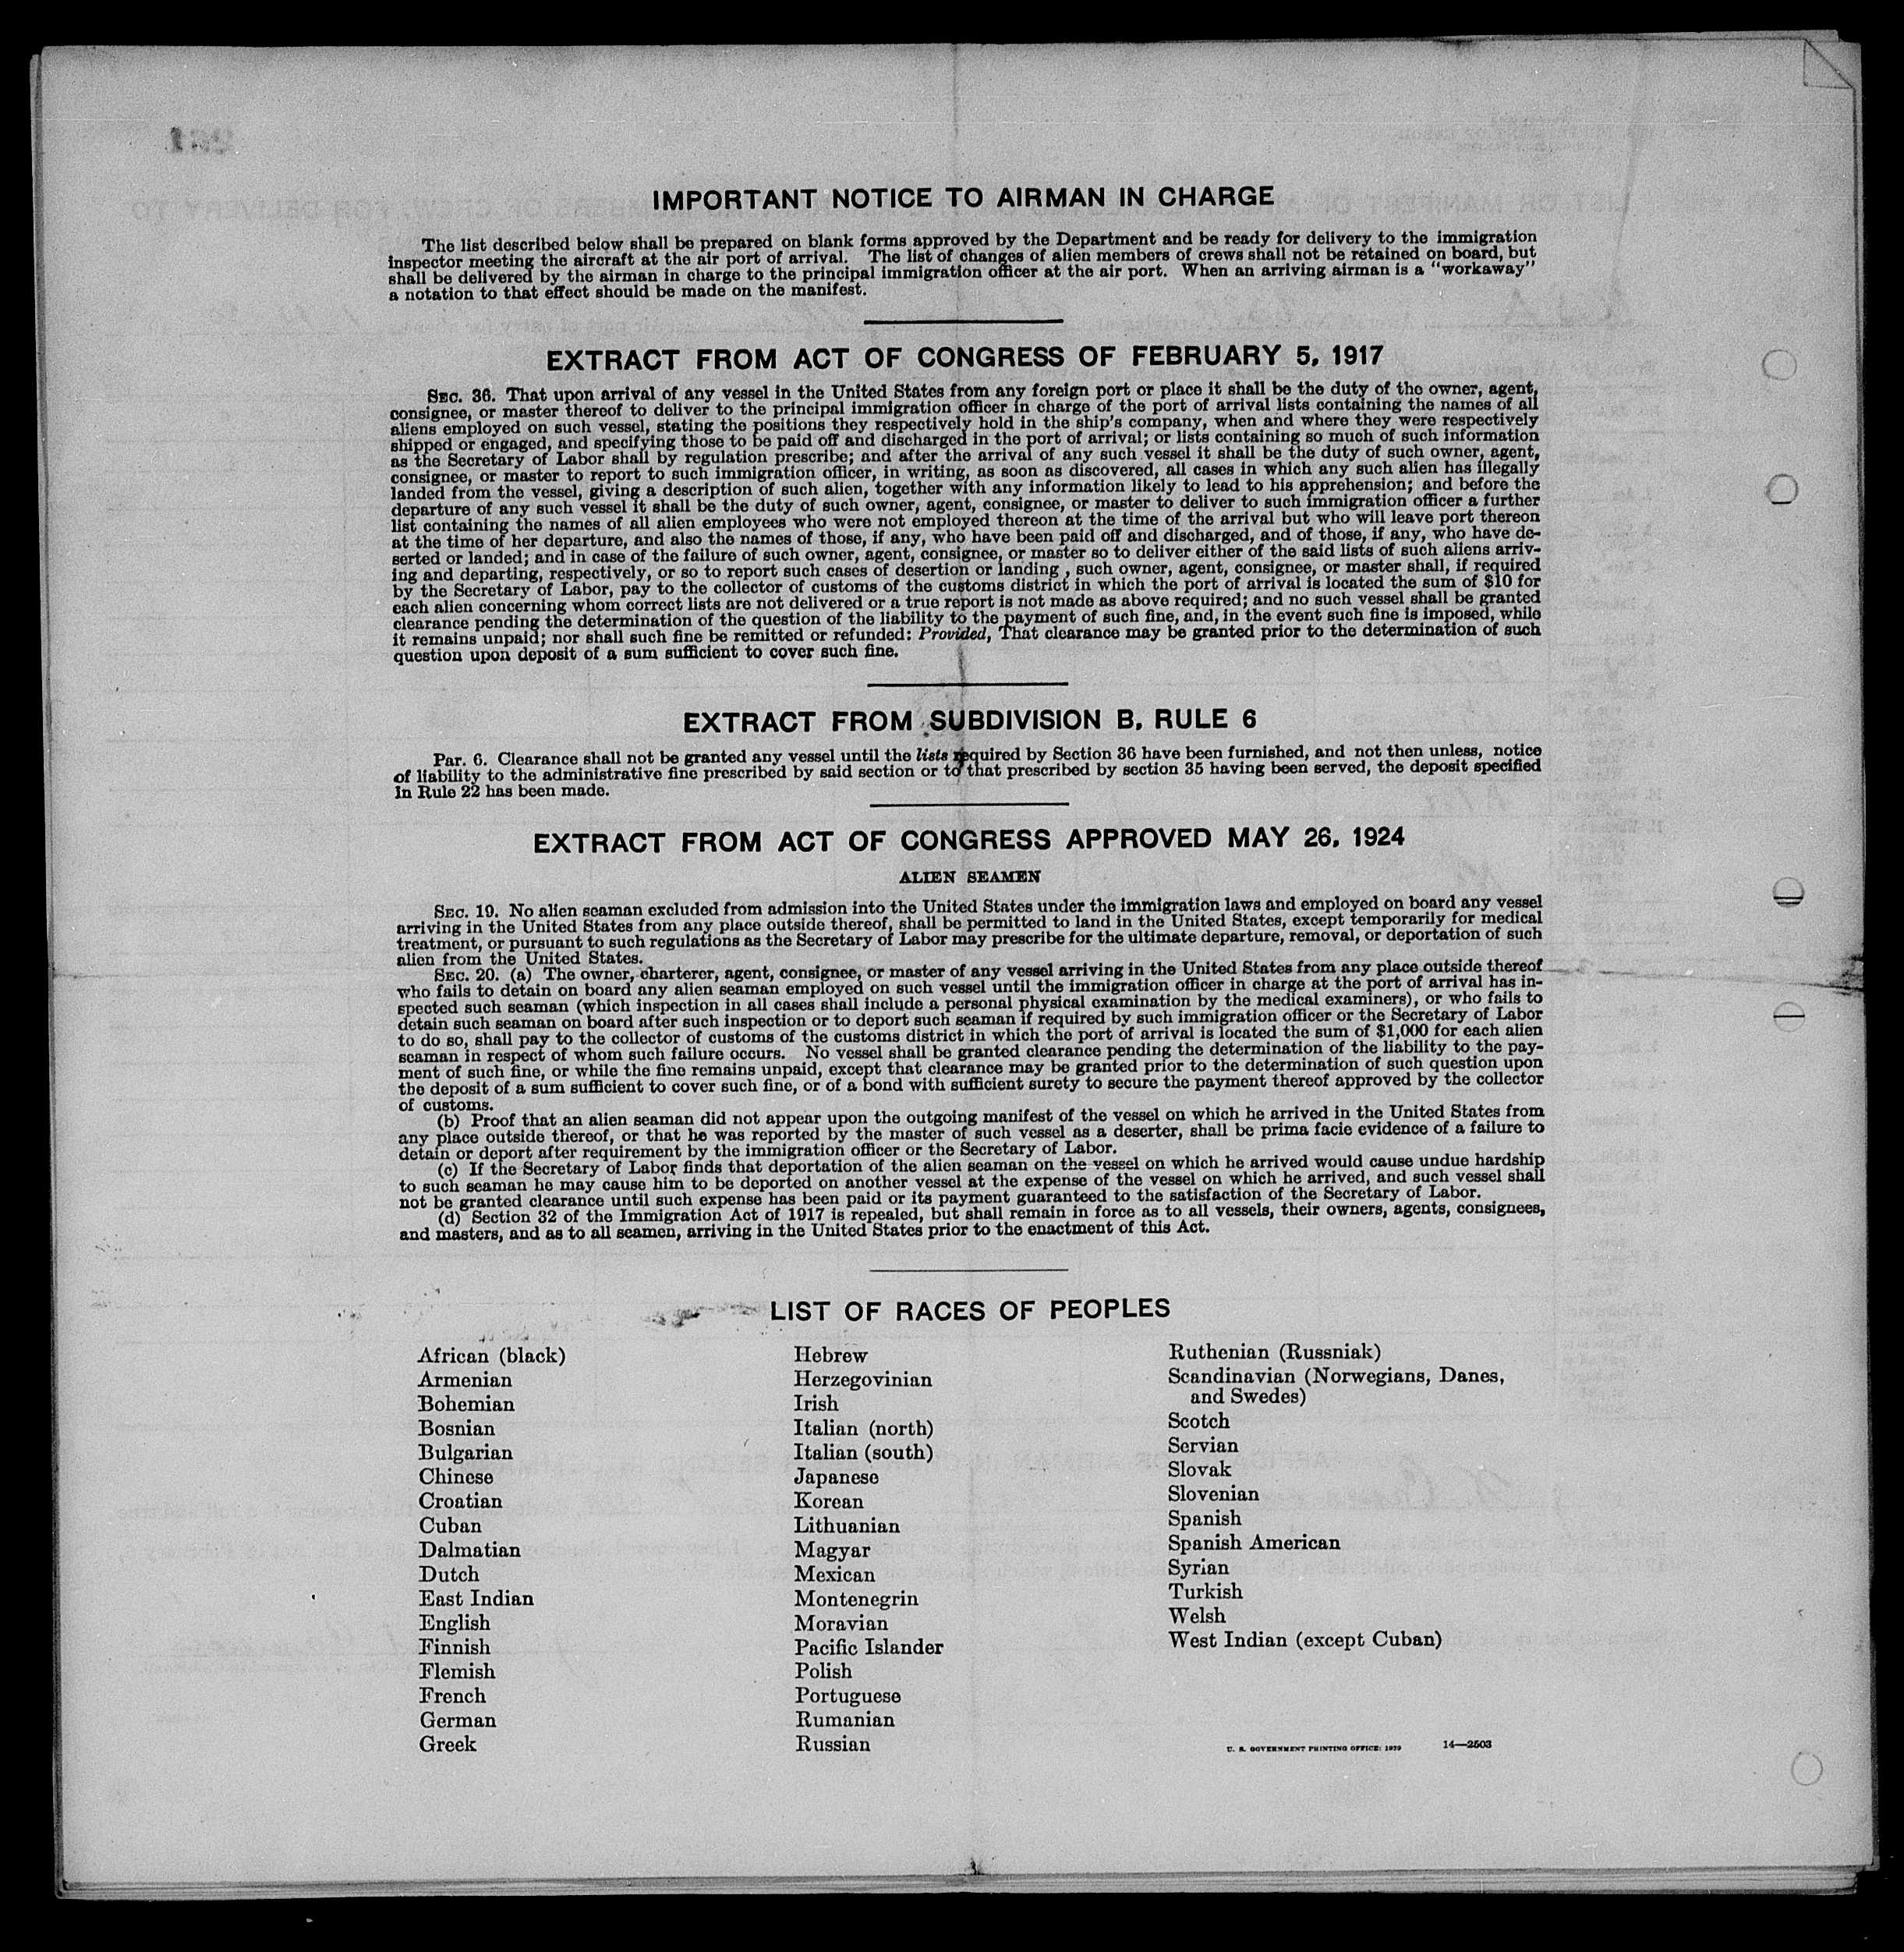 IMPORTANT NOTICE TO AIRMAN IN CHARGE
The list described below shall be prepared on blank forms approved by the Department and be ready for delivery to the immigration
inspector meeting the aircraft at the air port of arrival. The list of changes of alien members of crews shall not be retained on board, but
shall be delivered by the airman in charge to the principal immigration officer at the air port. When an arriving airman is a "workaway"
a notation to that effect should be made on the manifest.
EXTRACT FROM ACT OF CONGRESS OF FEBRUARY 5, 1917
SEC. 36. That upon arrival of any vessel in the United States from any foreign port or place it shall be the duty of the owner, agent,
consignee, or master thereof to deliver to the principal immigration officer in charge of the port of arrival lists containing the names of all
aliens employed on such vessel, stating the positions they respectively hold in the ship's company, when and where they were respectively
shipped or engaged, and specifying those to be paid off and discharged in the port of arrival; or lists containing so much of such information
as the Secretary of Labor shall by regulation prescribe; and after the arrival of any such vessel it shall be the duty of such owner, agent,
consignee, or master to report to such immigration officer, in writing, as soon as discovered, all cases in which any such alien has illegally
landed from the vessel, giving a description of such alien, together with any information likely to lead to his apprehension; and before the
departure of any such vessel it shall be the duty of such owner, agent, consignee, or master to deliver to such immigration officer a further
list containing the names of all alien employees who were not employed thereon at the time of the arrival but who will leave port thereon
at the time of her departure, and also the names of those, if any, who have been paid off and discharged, and of those, if any, who have de-
serted or landed; and in case of the failure of such owner, agent, consignee, or master so to deliver either of the said lists of such aliens arriv-
ing and departing, respectively, or so to report such cases of desertion or landing , such owner, agent, consignee, or master shall, if required
by the Secretary of Labor, pay to the collector of customs of the customs district in which the port of arrival is located the sum of $10 for
each alien concerning whom correct lists are not delivered or a true report is not made as above required; and no such vessel shall be granted
clearance pending the determination of the question of the liability to the payment of such fine, and, in the event such fine is imposed, while
it remains unpaid; nor shall such fine be remitted or refunded: Provided, That clearance may be granted prior to the determination of such
question upon deposit of a sum sufficient to cover such fine.
EXTRACT FROM SUBDIVISION B, RULE 6
Par. 6. Clearance shall not be granted any vessel until the lists required by Section 36 have been furnished, and not then unless, notice
of liability to the administrative fine prescribed by said section or to that prescribed by section 35 having been served, the deposit specified
in Rule 22 has been made.
EXTRACT FROM ACT OF CONGRESS APPROVED MAY 26, 1924
ALIEN SEAMEN
SEC. 19. No alien seaman excluded from admission into the United States under the immigration laws and employed on board any vessel
arriving in the United States from any place outside thereof, shall be permitted to land in the United States, except temporarily for medical
treatment, or pursuant to such regulations as the Secretary of Labor may prescribe for the ultimate departure, removal, or deportation of such
alien from the United States.
SEC. 20. (a) The owner, charterer, agent, consignee, or master of any vessel arriving in the United States from any place outside thereof
who fails to detain on board any alien seaman employed on such vessel until the immigration officer in charge at the port of arrival has in-
spected such seaman (which inspection in all cases shall include a personal physical examination by the medical examiners), or who fails to
detain such seaman on board after such inspection or to deport such seaman if required by such immigration officer or the Secretary of Labor
to do so, shall pay to the collector of customs of the customs district in which the port of arrival is located the sum of $1,000 for each alien
seaman in respect of whom such failure occurs. No vessel shall be granted clearance pending the determination of the liability to the pay-
ment of such fine, or while the fine remains unpaid, except that clearance may be granted prior to the determination of such question upon
the deposit of a sum sufficient to cover such fine, or of a bond with sufficient surety to secure the payment thereof approved by the collector
of customs.
(b) Proof that an alien seaman did not appear upon the outgoing manifest of the vessel on which he arrived in the United States from
any place outside thereof, or that he was reported by the master of such vessel as a deserter, shall be prima facie evidence of a failure to
detain or deport after requirement by the immigration officer or the Secretary of Labor.
(c) If the Secretary of Labor finds that deportation of the alien seaman on the vessel on which he arrived would cause undue hardship
to such seaman he may cause him to be deported on another vessel at the expense of the vessel on which he arrived, and such vessel shall
not be granted clearance until such expense has been paid or its payment guaranteed to the satisfaction of the Secretary of Labor.
(d) Section 32 of the Immigration Act of 1917 is repealed, but shall remain in force as to all vessels, their owners, agents, consignees,
and masters, and as to all seamen, arriving in the United States prior to the enactment of this Act.
LIST OF RACES OF PEOPLES
African (black)
Armenian
Bohemian
Bosnian
Bulgarian
Chinese
Croatian
Cuban
Dalmatian
Dutch
East Indian
English
Finnish
Flemish
French
German
Greek
Hebrew
Herzegovinian
Irish
Italian (north)
Italian (south)
Japanese
Korean
Lithuanian
Magyar
Mexican
Montenegrin
Moravian
Pacific Islander
Polish
Portuguese
Rumanian
Russian
Ruthenian (Russniak)
Scandinavian (Norwegians, Danes,
and Swedes)
Scotch
Servian
Slovak
Slovenian
Spanish
Spanish American
Syrian
Turkish
Welsh
West Indian (except Cuban)
U. S. GOVERNMENT PRINTING OFFICE: 1929 14—2503